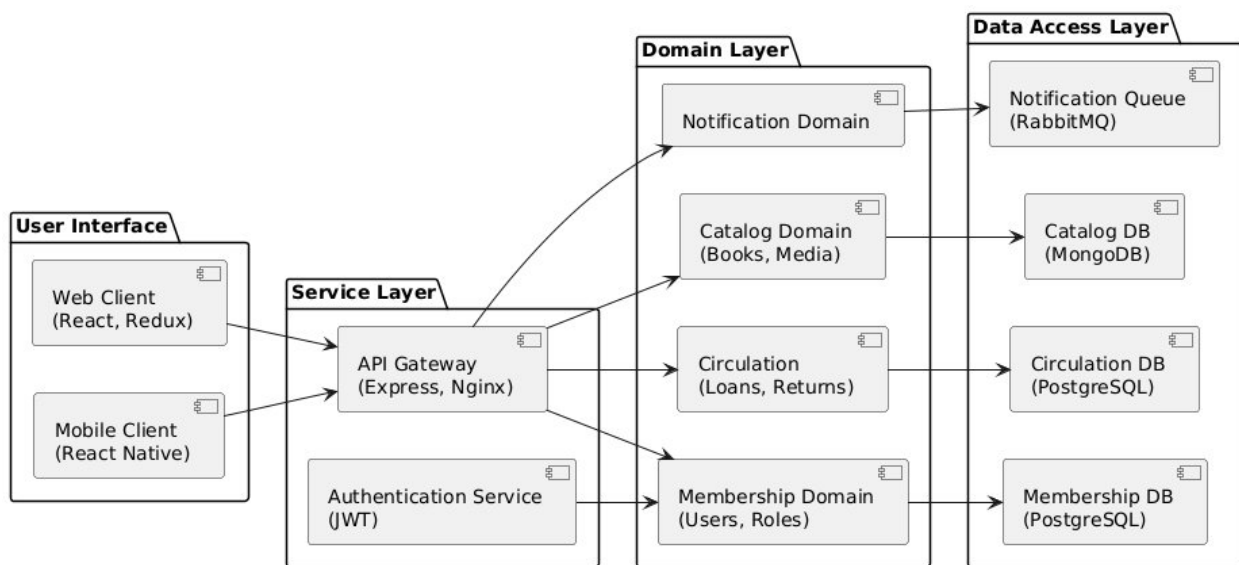 User Interface
Web Client
(React, Redux)
Mobile Client
(React Native)
Service Layer
API Gateway
(Express, Nginx)
Authentication Service
(JWT)
Domain Layer
Notification Domain
Catalog Domain
(Books, Media)
Circulation
(Loans, Returns)
Membership Domain
(Users, Roles)
Data Access Layer
Notification Queue
(RabbitMQ)
Catalog DB
(MongoDB)
Circulation DB
(PostgreSQL)
Membership DB
(PostgreSQL)